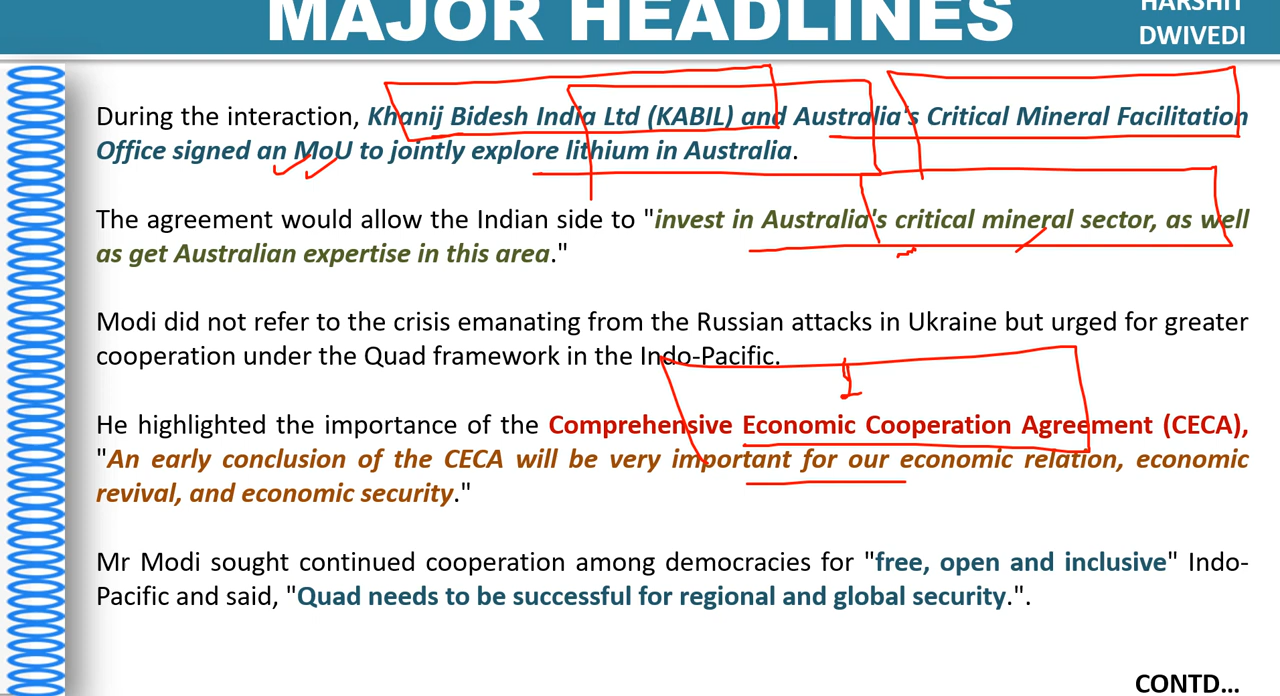 MAJOR HEADLINES
HARSHIT
DWIVEDI
During the interaction, Khanij Bidesh India Ltd (KABIL) and Australia's Critical Mineral Facilitation
Office signed an MoU to jointly explore lithium in Australia.
The agreement would allow the Indian side to "invest in Australia's critical mineral sector, as well
as get Australian expertise in this area."
Modi did not refer to the crisis emanating from the Russian attacks in Ukraine but urged for greater
cooperation under the Quad framework in the Indo-Pacific.
He highlighted the importance of the Comprehensive Economic Cooperation Agreement (CECA),
"An early conclusion of the CECA will be very important for our economic relation, economic
revival, and economic security."
Mr Modi sought continued cooperation among democracies for "free, open and inclusive" Indo-
Pacific and said, "Quad needs to be successful for regional and global security.".
CONTD...